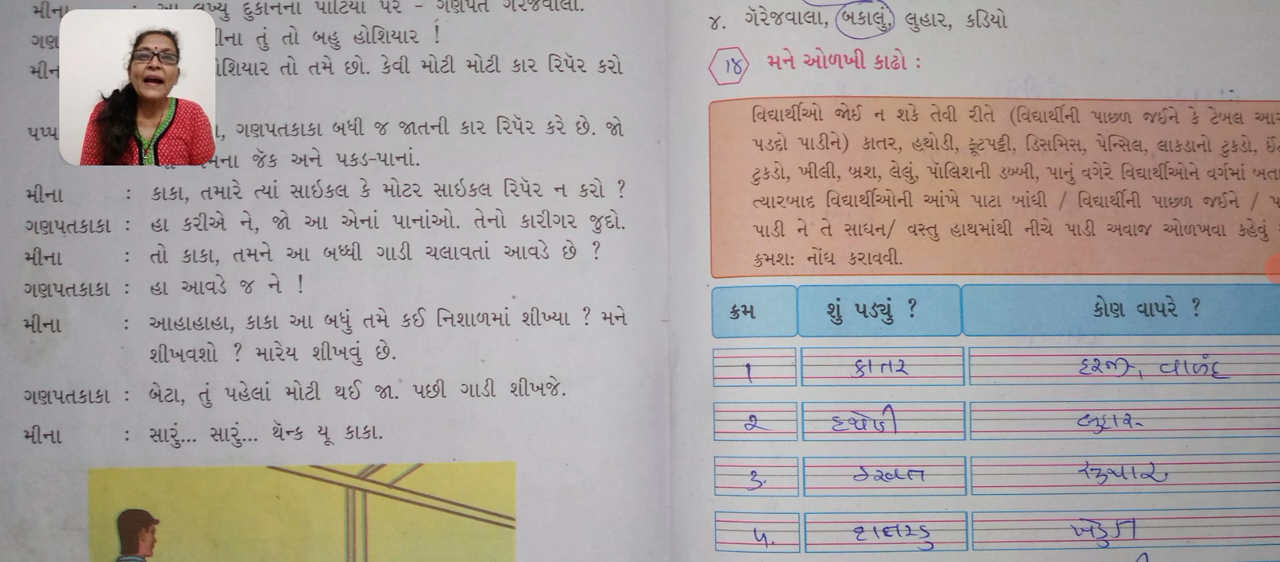 મીના : આ લખ્યુ દુકાનના પાટિયા પર - ગણપત ગૅરેજવાલા.
ગણ મીના તું તો બહુ હોશિયાર !
મીન હોશિયાર તો તમે છો. કેવી મોટી મોટી કાર રિપૅર કરો
પપ્પ , ગણપતકાકા બધી જ જાતની કાર રિપૅર કરે છે. જો
જૅક અને પકડ-પાનાં.
મીના : કાકા, તમારે ત્યાં સાઇકલ કે મોટર સાઇકલ રિપૅર ન કરો ?
ગણપતકાકા : હા કરીએ ને, જો આ એનાં પાનાંઓ. તેનો કારીગર જુદો.
મીના : તો કાકા, તમને આ બધ્ધી ગાડી ચલાવતાં આવડે છે ?
ગણપતકાકા : હા આવડે જ ને !
મીના : આહાહાહા, કાકા આ બધું તમે કઈ નિશાળમાં શીખ્યા ? મને
શીખવશો ? મારેય શીખવું છે.
ગણપતકાકા : બેટા, તું પહેલાં મોટી થઈ જા. પછી ગાડી શીખજે.
મીના : સારું... સારું... થૅન્ક યૂ કાકા.
૪. ગૅરેજવાલા, બકાલું, લુહાર, કડિયો
૧૪ મને ઓળખી કાઢો :
વિદ્યાર્થીઓ જોઈ ન શકે તેવી રીતે (વિદ્યાર્થીની પાછળ જઈને કે ટેબલ
પડદો પાડીને) કાતર, હથોડી, ફૂટપટ્ટી, ડિસમિસ, પેન્સિલ, લાકડાનો ટુકડો,
ટુકડો, ખીલી, બ્રશ, લેલું, પૉલિશની ડબ્બી, પાનું વગેરે વિદ્યાર્થીઓને વર્ગમાં
ત્યારબાદ વિદ્યાર્થીઓની આંખે પાટા બાંધી / વિદ્યાર્થીની પાછળ જઈને /
પાડી ને તે સાધન/ વસ્તુ હાથમાંથી નીચે પાડી અવાજ ઓળખવા કહેવું
ક્રમશઃ નોંધ કરાવવી.
ક્રમ શું પડ્યું ? કોણ વાપરે ?
૧ કાતર દરજી, વાળંદ
૨ હથોડી લુહાર
૩. કરવત સુથાર
૫. દાતરડુ ખેડુત